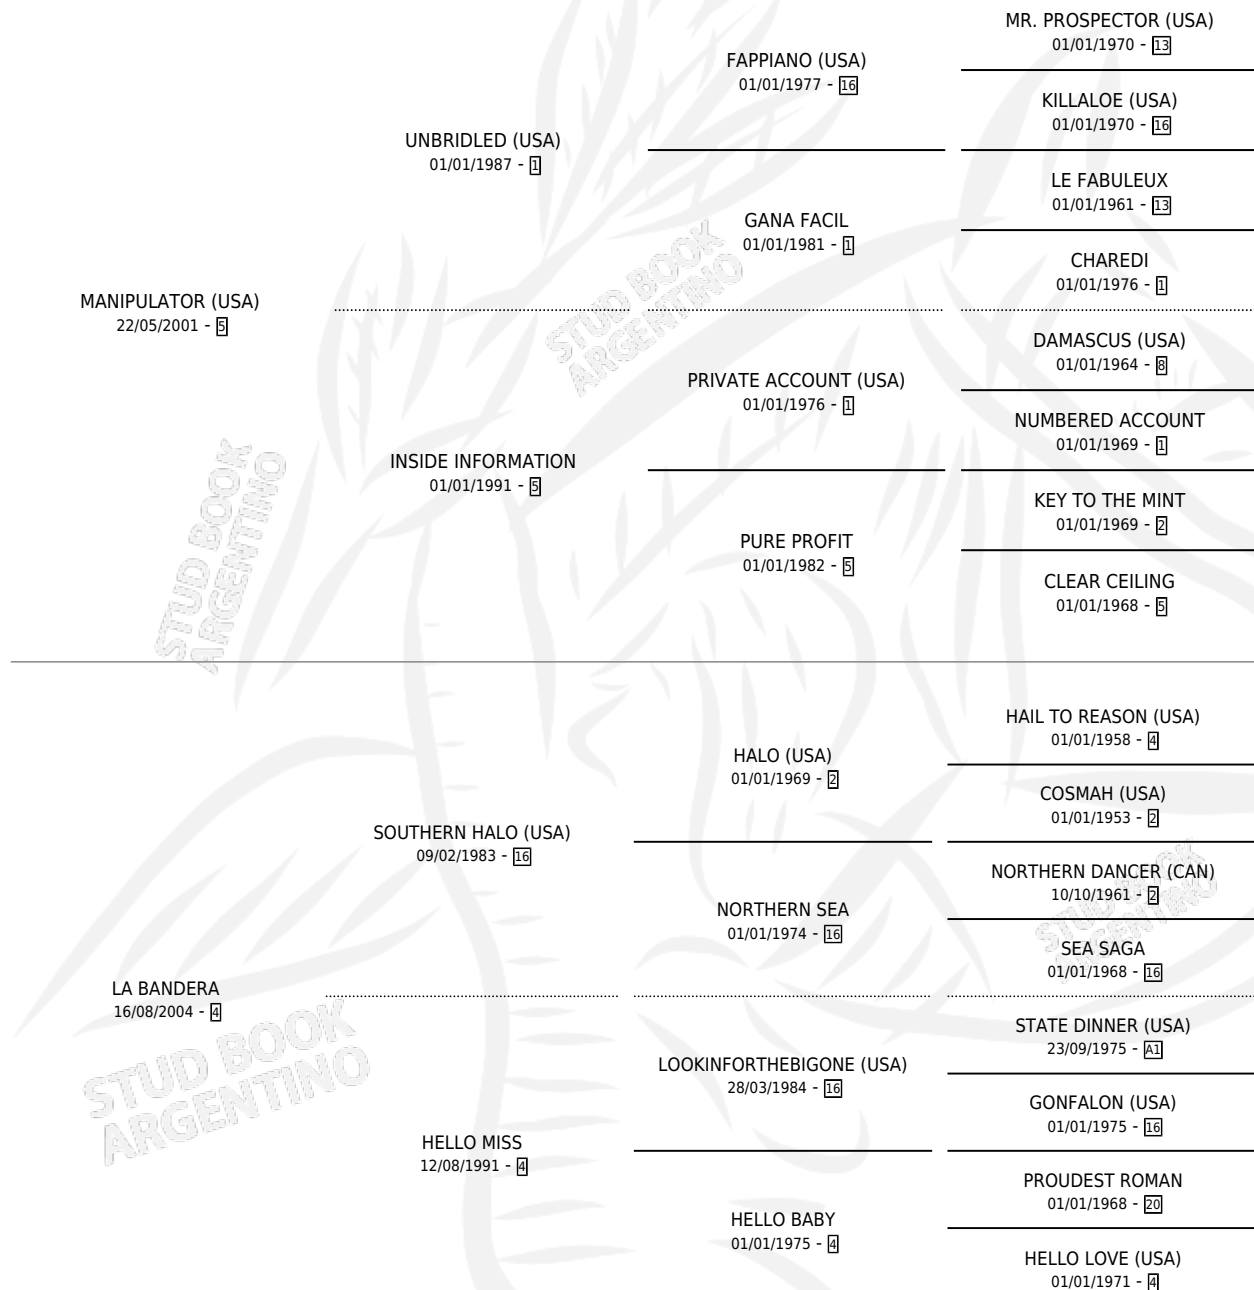 MR. PROSPECTOR (USA)
01/01/1970 - 13
FAPPIANO (USA)
01/01/1977 - 16
KILLALOE (USA)
01/01/1970 - 16
UNBRIDLED (USA)
01/01/1987 - 1
LE FABULEUX
01/01/1961 - 13
GANA FACIL
01/01/1981 - 1
CHAREDI
01/01/1976 - 1
MANIPULATOR (USA)
22/05/2001 - 5
DAMASCUS (USA)
01/01/1964 - 8
PRIVATE ACCOUNT (USA)
01/01/1976 - 1
NUMBERED ACCOUNT
01/01/1969 - 1
INSIDE INFORMATION
01/01/1991 - 5
KEY TO THE MINT
01/01/1969 - 2
PURE PROFIT
01/01/1982 - 5
CLEAR CEILING
01/01/1968 - 5
HAIL TO REASON (USA)
01/01/1958 - 4
HALO (USA)
01/01/1969 - 2
COSMAH (USA)
01/01/1953 - 2
SOUTHERN HALO (USA)
09/02/1983 - 16
NORTHERN DANCER (CAN)
10/10/1961 - 2
NORTHERN SEA
01/01/1974 - 16
SEA SAGA
01/01/1968 - 16
LA BANDERA
16/08/2004 - 4
STATE DINNER (USA)
23/09/1975 - A1
LOOKINFORTHEBIGONE (USA)
28/03/1984 - 16
GONFALON (USA)
01/01/1975 - 16
HELLO MISS
12/08/1991 - 4
PROUDEST ROMAN
01/01/1968 - 20
HELLO BABY
01/01/1975 - 4
HELLO LOVE (USA)
01/01/1971 - 4
STUD BOOK
ARGENTINO
STUD BOOK
ARGENTINO
STUD BOOK
ARGENTINO
STUD BOOK
ARGENTINO